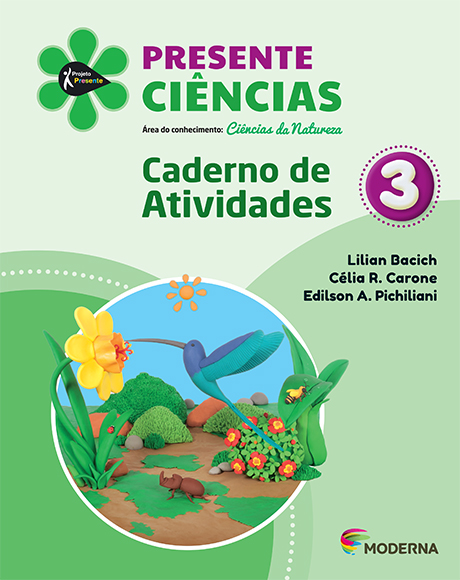 Projeto
Presente
PRESENTE
CIÊNCIAS
Área do conhecimento: Ciências da Natureza
Caderno de
Atividades
3
Lilian Bacich
Célia R. Carone
Edilson A. Pichiliani
MODERNA